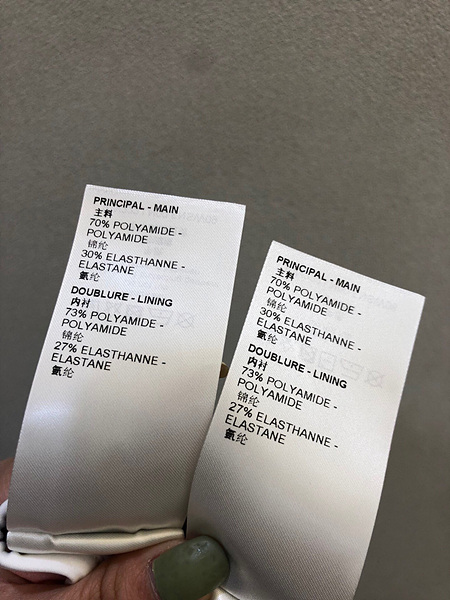 PRINCIPAL - MAIN
主料
70% POLYAMIDE -
POLYAMIDE
锦纶
30% ELASTHANNE -
ELASTANE
氨纶
DOUBLURE - LINING
内衬
73% POLYAMIDE -
POLYAMIDE
锦纶
27% ELASTHANNE -
ELASTANE
氨纶
PRINCIPAL - MAIN
主料
70% POLYAMIDE -
POLYAMIDE
锦纶
30% ELASTHANNE -
ELASTANE
氨纶
DOUBLURE - LINING
内衬
73% POLYAMIDE -
POLYAMIDE
锦纶
27% ELASTHANNE -
ELASTANE
氨纶